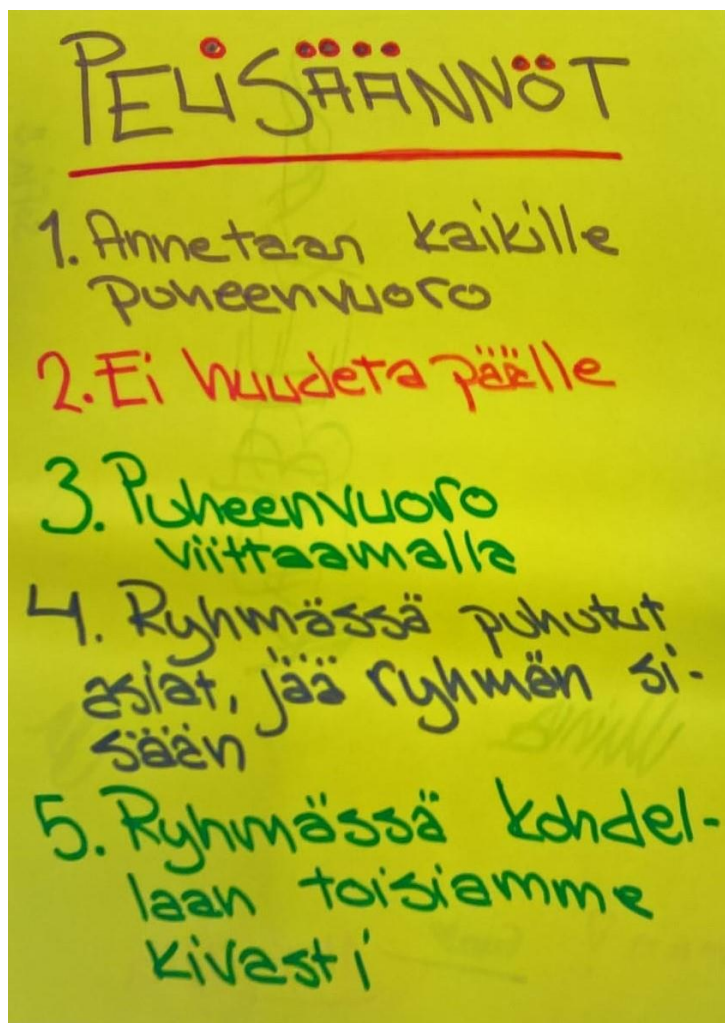 PELISÄÄNNÖT
1. Annetaan kaikille
puheenvuoro
2. Ei huudeta päälle
3. Puheenvuoro
viittaamalla
4. Ryhmässä puhutut
asiat, jää ryhmän si-
sään
5. Ryhmässä kohdel-
laan toisiamme
kivasti